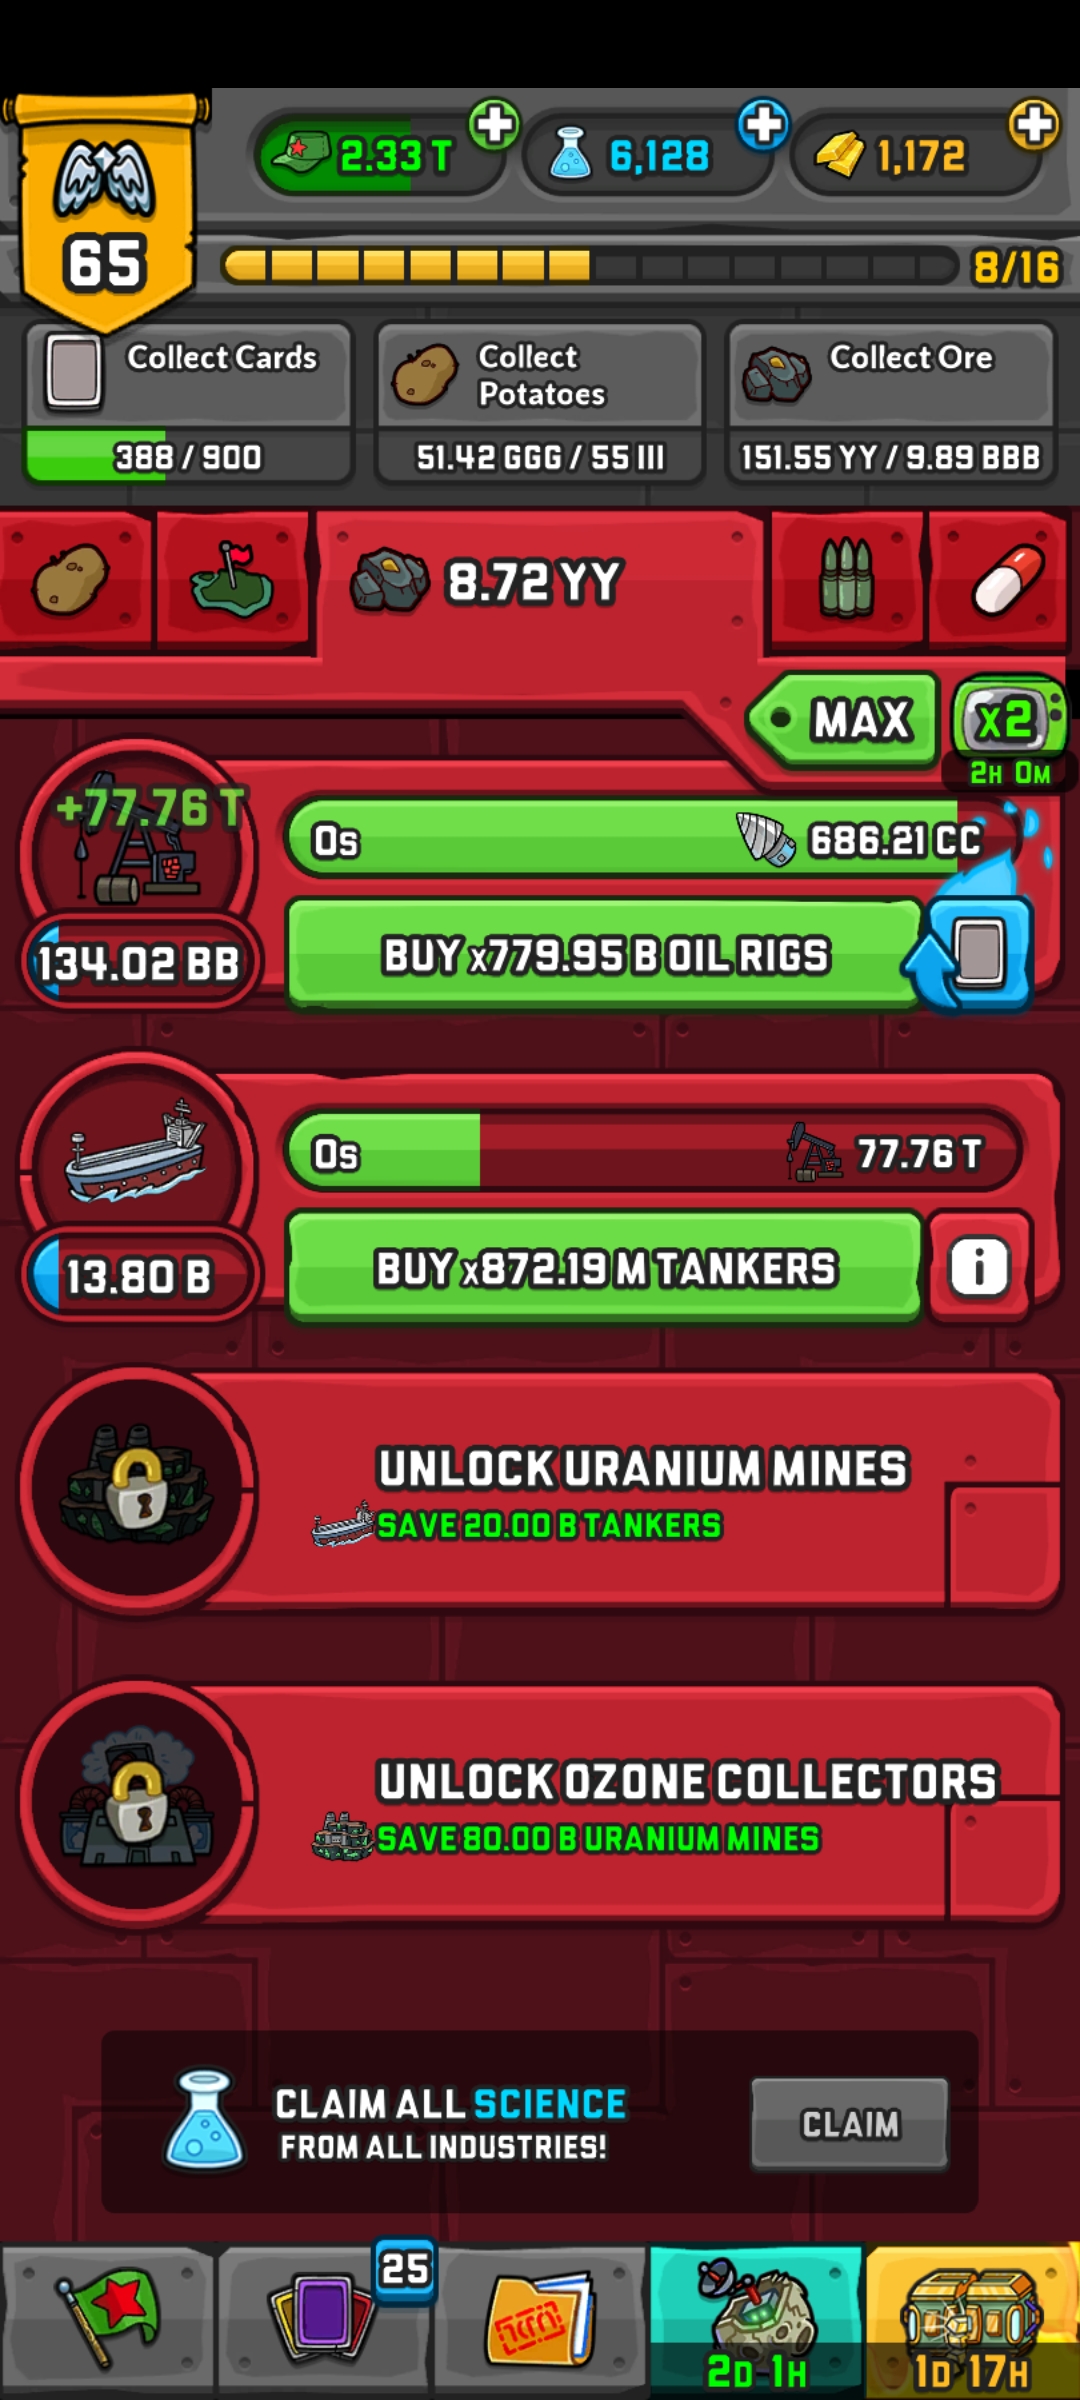 2.33 T
6,128
1,172
65
8/16
Collect Cards
388 / 900
Collect
Potatoes
51.42 GGG / 55 III
Collect Ore
151.55 YY / 9.89 BBB
8.72 YY
MAX
x2
2H 0M
+77.76 T
0s
686.21 CC
134.02 BB
BUY x779.95 B OIL RIGS
0s
77.76 T
13.80 B
BUY x872.19 M TANKERS
i
UNLOCK URANIUM MINES
SAVE 20.00 B TANKERS
UNLOCK OZONE COLLECTORS
SAVE 80.00 B URANIUM MINES
CLAIM ALL SCIENCE
FROM ALL INDUSTRIES!
CLAIM
25
2D 1H
1D 17H